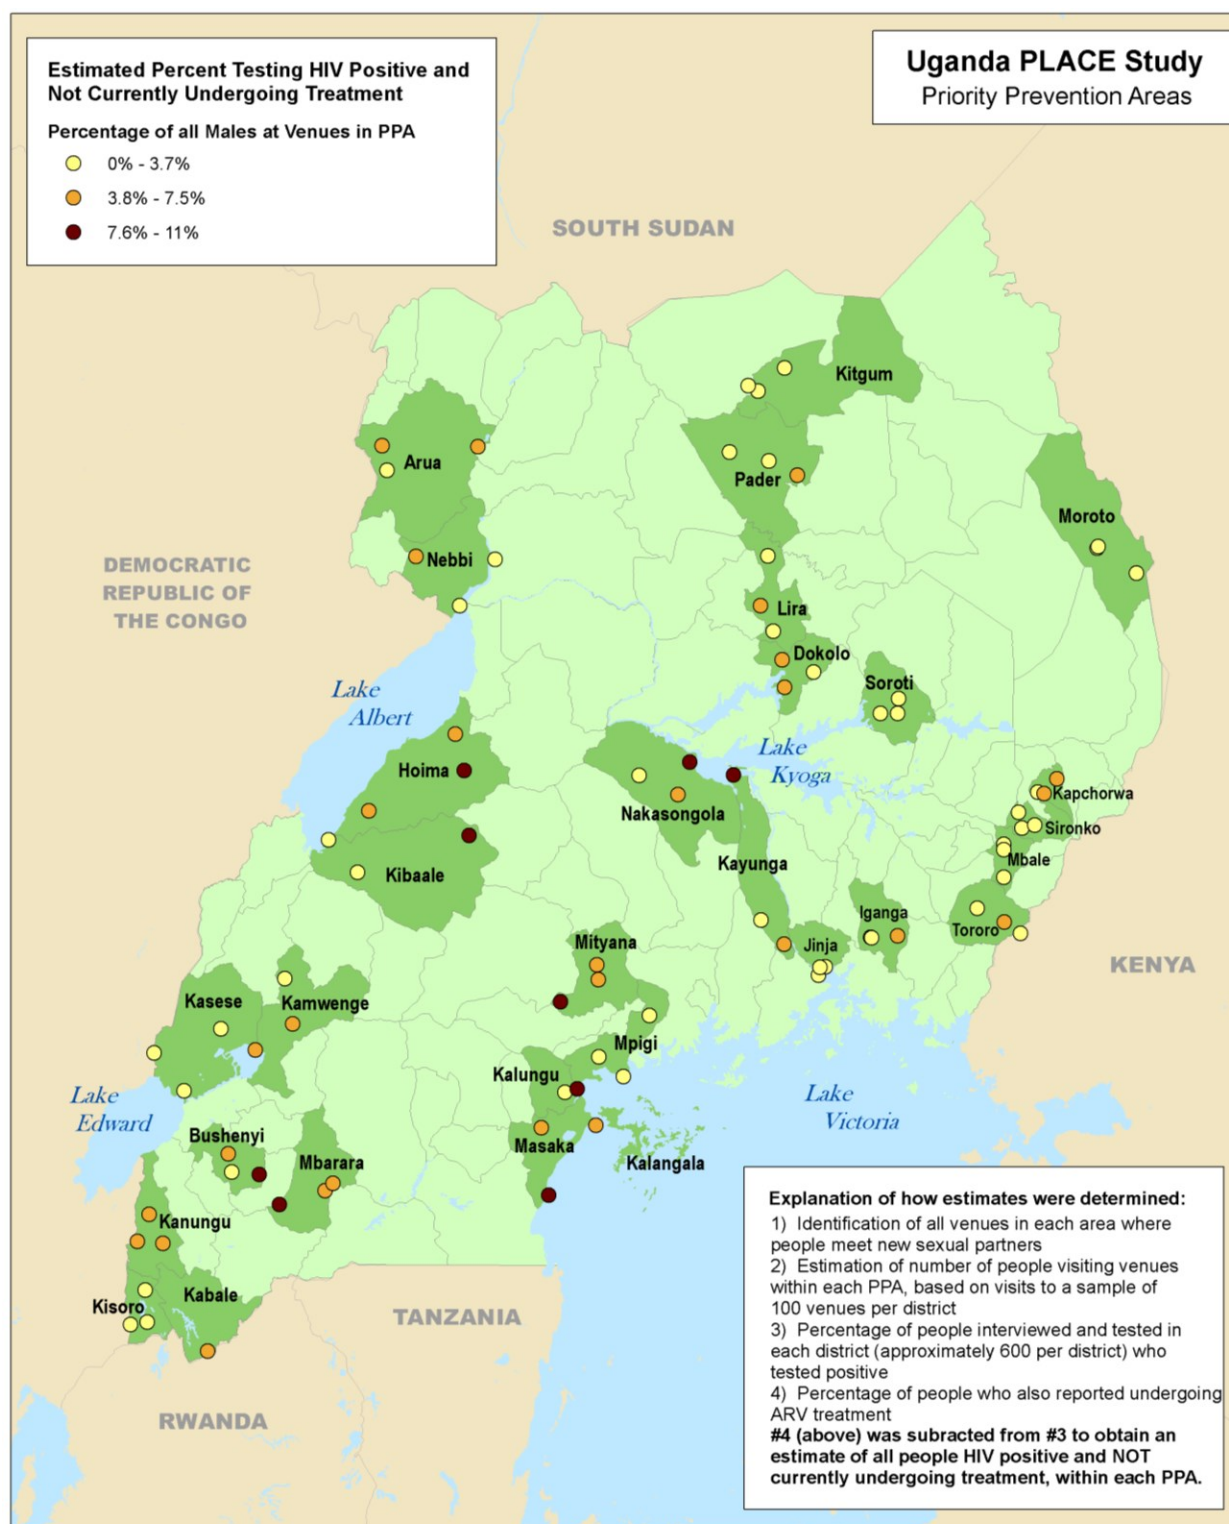 Estimated Percent Testing HIV Positive and
Not Currently Undergoing Treatment
Percentage of all Males at Venues in PPA
0% - 3.7%
3.8% - 7.5%
7.6% - 11%
Uganda PLACE Study
Priority Prevention Areas
SOUTH SUDAN
Kitgum
Arua
Pader
Moroto
Nebbi
DEMOCRATIC
REPUBLIC OF
THE CONGO
Lira
Dokolo
Soroti
Lake
Albert
Hoima
Lake
Kyoga
Nakasongola
Kapchorwa
Sironko
Mbale
Kayunga
Kibaale
Iganga
Tororo
Jinja
Mityana
KENYA
Kasese
Kamwenge
Mpigi
Kalungu
Lake
Edward
Lake
Victoria
Bushenyi
Mbarara
Masaka
Kalangala
Kanungu
Kabale
Kisoro
TANZANIA
RWANDA
Explanation of how estimates were determined:
1) Identification of all venues in each area where
people meet new sexual partners
2) Estimation of number of people visiting venues
within each PPA, based on visits to a sample of
100 venues per district
3) Percentage of people interviewed and tested in
each district (approximately 600 per district) who
tested positive
4) Percentage of people who also reported undergoing
ARV treatment
#4 (above) was subracted from #3 to obtain an
estimate of all people HIV positive and NOT
currently undergoing treatment, within each PPA.